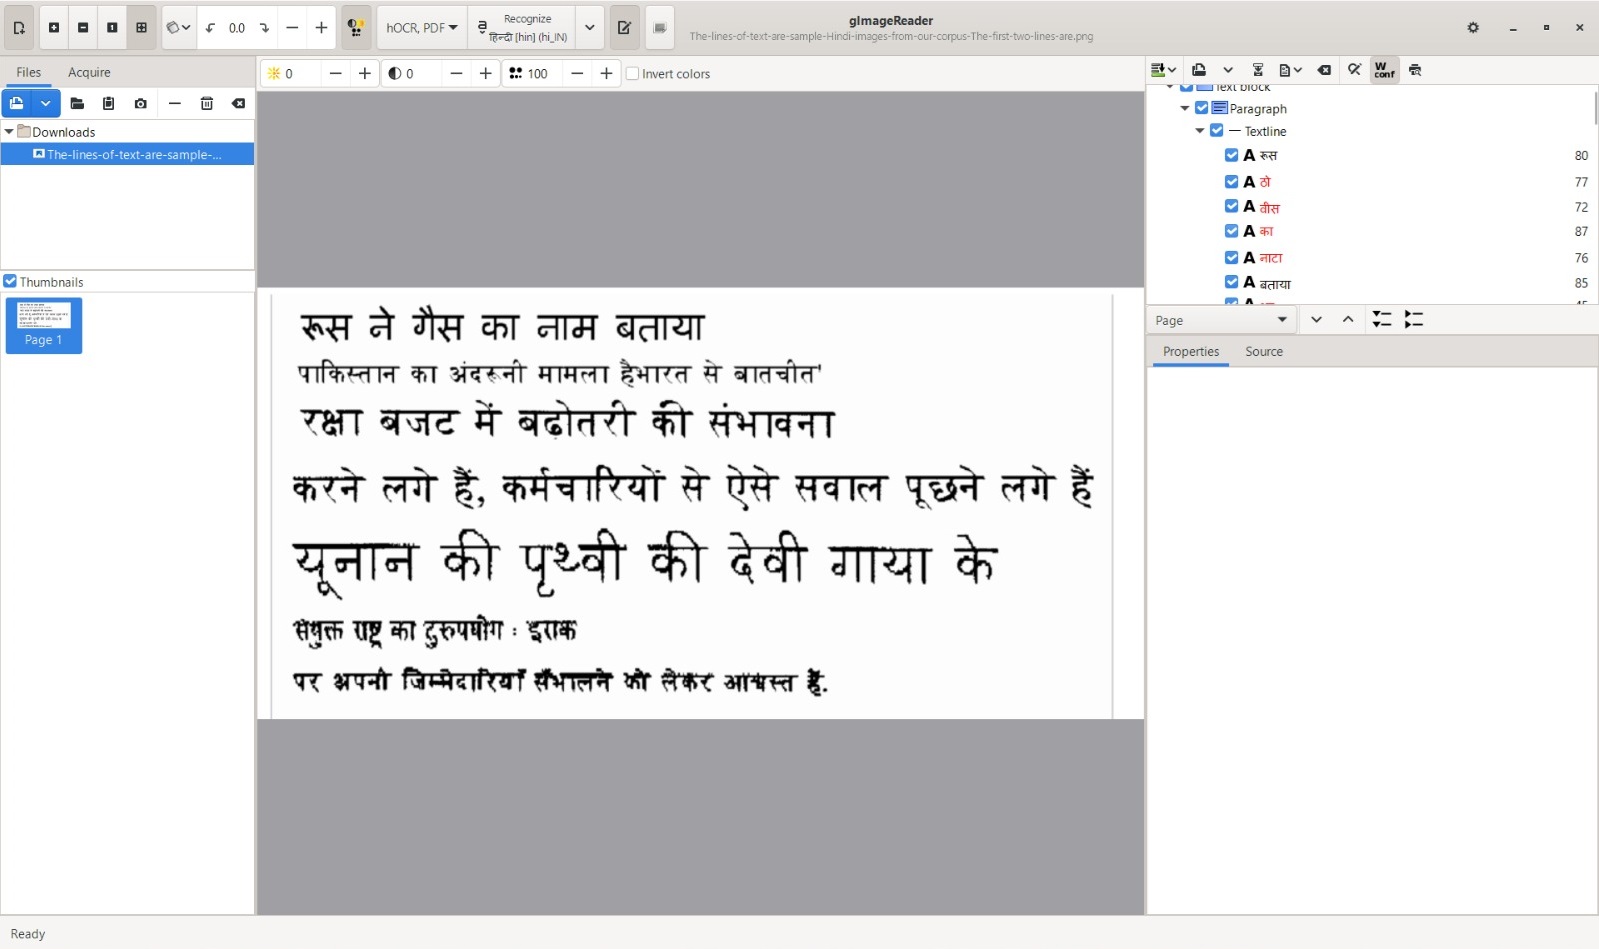 gImageReader
The-lines-of-text-are-sample-Hindi-images-from-our-corpus-The-first-two-lines-are.png
0.0
hOCR, PDF
Recognize
हिन्दी [hin] (hi_IN)
Files
Acquire
0
0
100
Invert colors
Downloads
The-lines-of-text-are-sample-...
Thumbnails
Page 1
रूस ने गैस का नाम बताया
पाकिस्तान का अंदरूनी मामला हैभारत से बातचीत'
रक्षा बजट में बढ़ोतरी की संभावना
करने लगे हैं, कर्मचारियों से ऐसे सवाल पूछने लगे हैं
यूनान की पृथ्वी की देवी गाया के
संयुक्त राष्ट्र का दुरुपयोग : इराक
पर अपनी जिम्मेदारियाँ सँभालने को लेकर आश्वस्त हैं.
W conf
Text block
Paragraph
Textline
A रूस 80
A ठो 77
A वीस 72
A का 87
A नाटा 76
A बताया 85
Page
Properties
Source
Ready